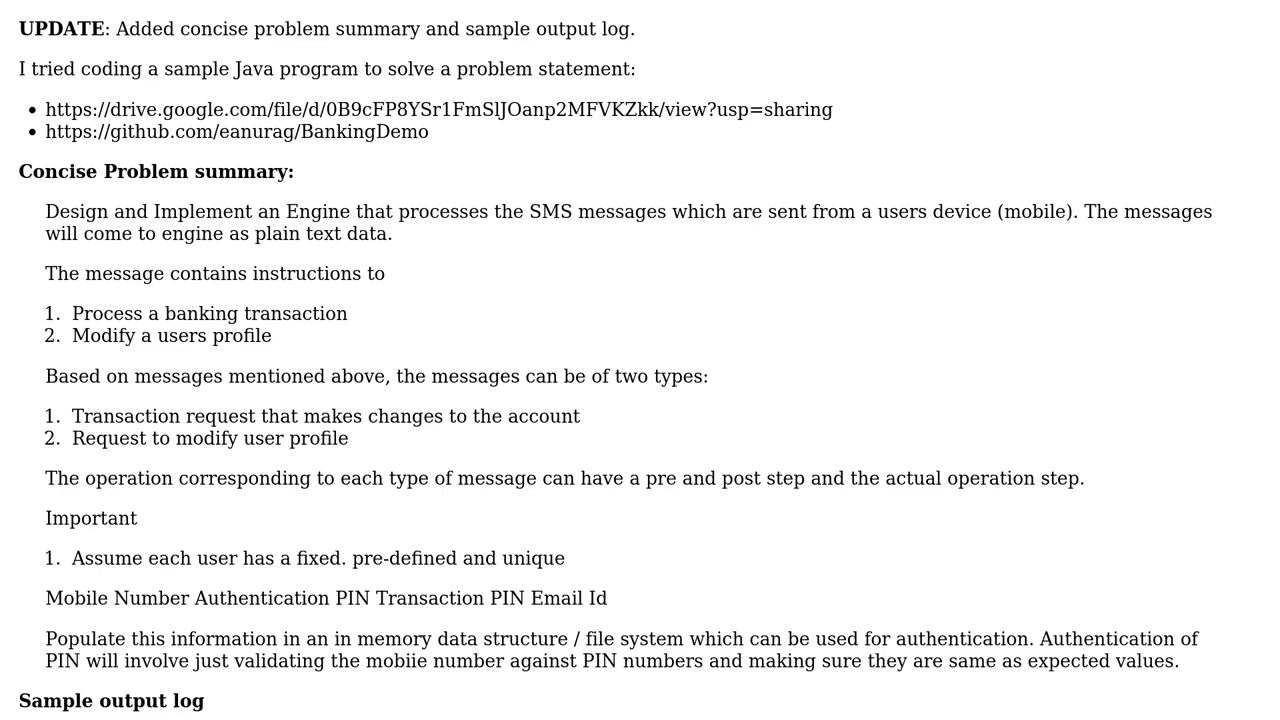 UPDATE: Added concise problem summary and sample output log.
I tried coding a sample Java program to solve a problem statement:
• https://drive.google.com/file/d/0B9cFP8YSr1FmSlJOanp2MFVKZkk/view?usp=sharing
• https://github.com/eanurag/BankingDemo
Concise Problem summary:
Design and Implement an Engine that processes the SMS messages which are sent from a users device (mobile). The messages
will come to engine as plain text data.
The message contains instructions to
1. Process a banking transaction
2. Modify a users profile
Based on messages mentioned above, the messages can be of two types:
1. Transaction request that makes changes to the account
2. Request to modify user profile
The operation corresponding to each type of message can have a pre and post step and the actual operation step.
Important
1. Assume each user has a fixed. pre-defined and unique
Mobile Number Authentication PIN Transaction PIN Email Id
Populate this information in an in memory data structure / file system which can be used for authentication. Authentication of
PIN will involve just validating the mobiie number against PIN numbers and making sure they are same as expected values.
Sample output log